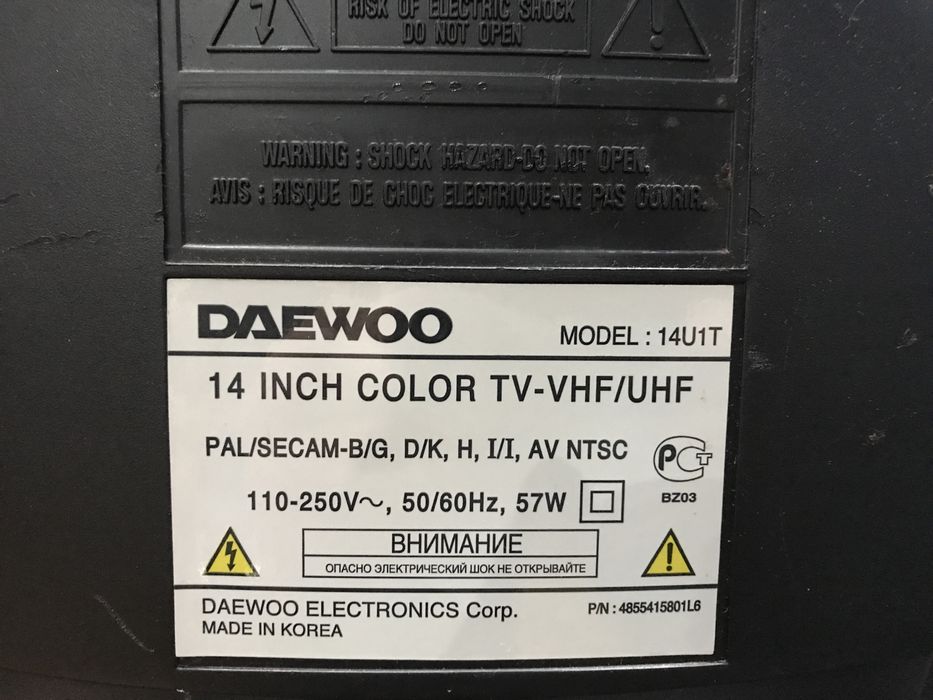 RISK OF ELECTRIC SHOCK
DO NOT OPEN
WARNING : SHOCK HAZARD-DO NOT OPEN.
AVIS : RISQUE DE CHOC ELECTRIQUE-NE PAS OUVRIR.
DAEWOO
MODEL : 14U1T
14 INCH COLOR TV-VHF/UHF
PAL/SECAM-B/G, D/K, H, I/I, AV NTSC
РСТ
BZ03
110-250V~, 50/60Hz, 57W
ВНИМАНИЕ
ОПАСНО ЭЛЕКТРИЧЕСКИЙ ШОК НЕ ОТКРЫВАЙТЕ
DAEWOO ELECTRONICS Corp.
P/N : 4855415801L6
MADE IN KOREA